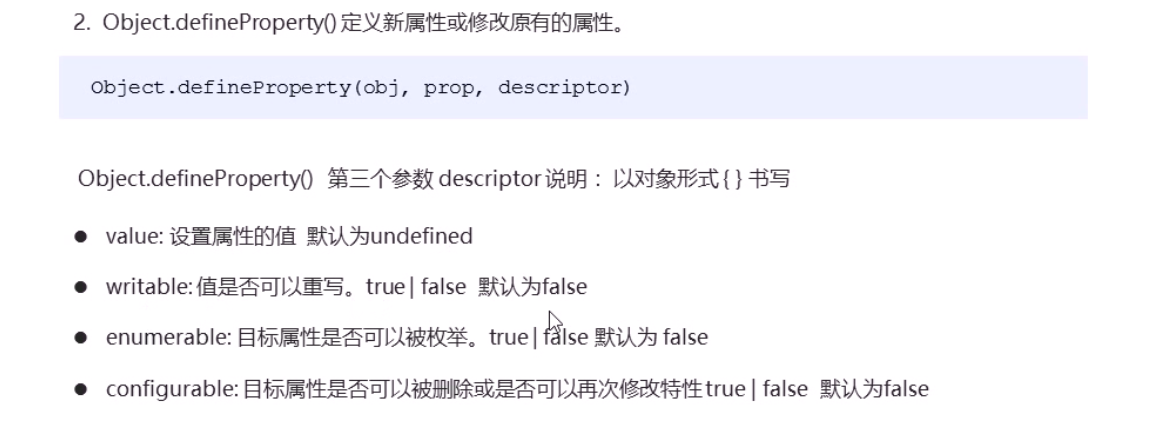 2. Object.defineProperty() 定义新属性或修改原有的属性。
Object.defineProperty(obj, prop, descriptor)
Object.defineProperty() 第三个参数 descriptor 说明： 以对象形式 { } 书写
● value: 设置属性的值 默认为undefined
● writable: 值是否可以重写。true | false 默认为false
● enumerable: 目标属性是否可以被枚举。true | false 默认为 false
● configurable: 目标属性是否可以被删除或是否可以再次修改特性 true | false 默认为false